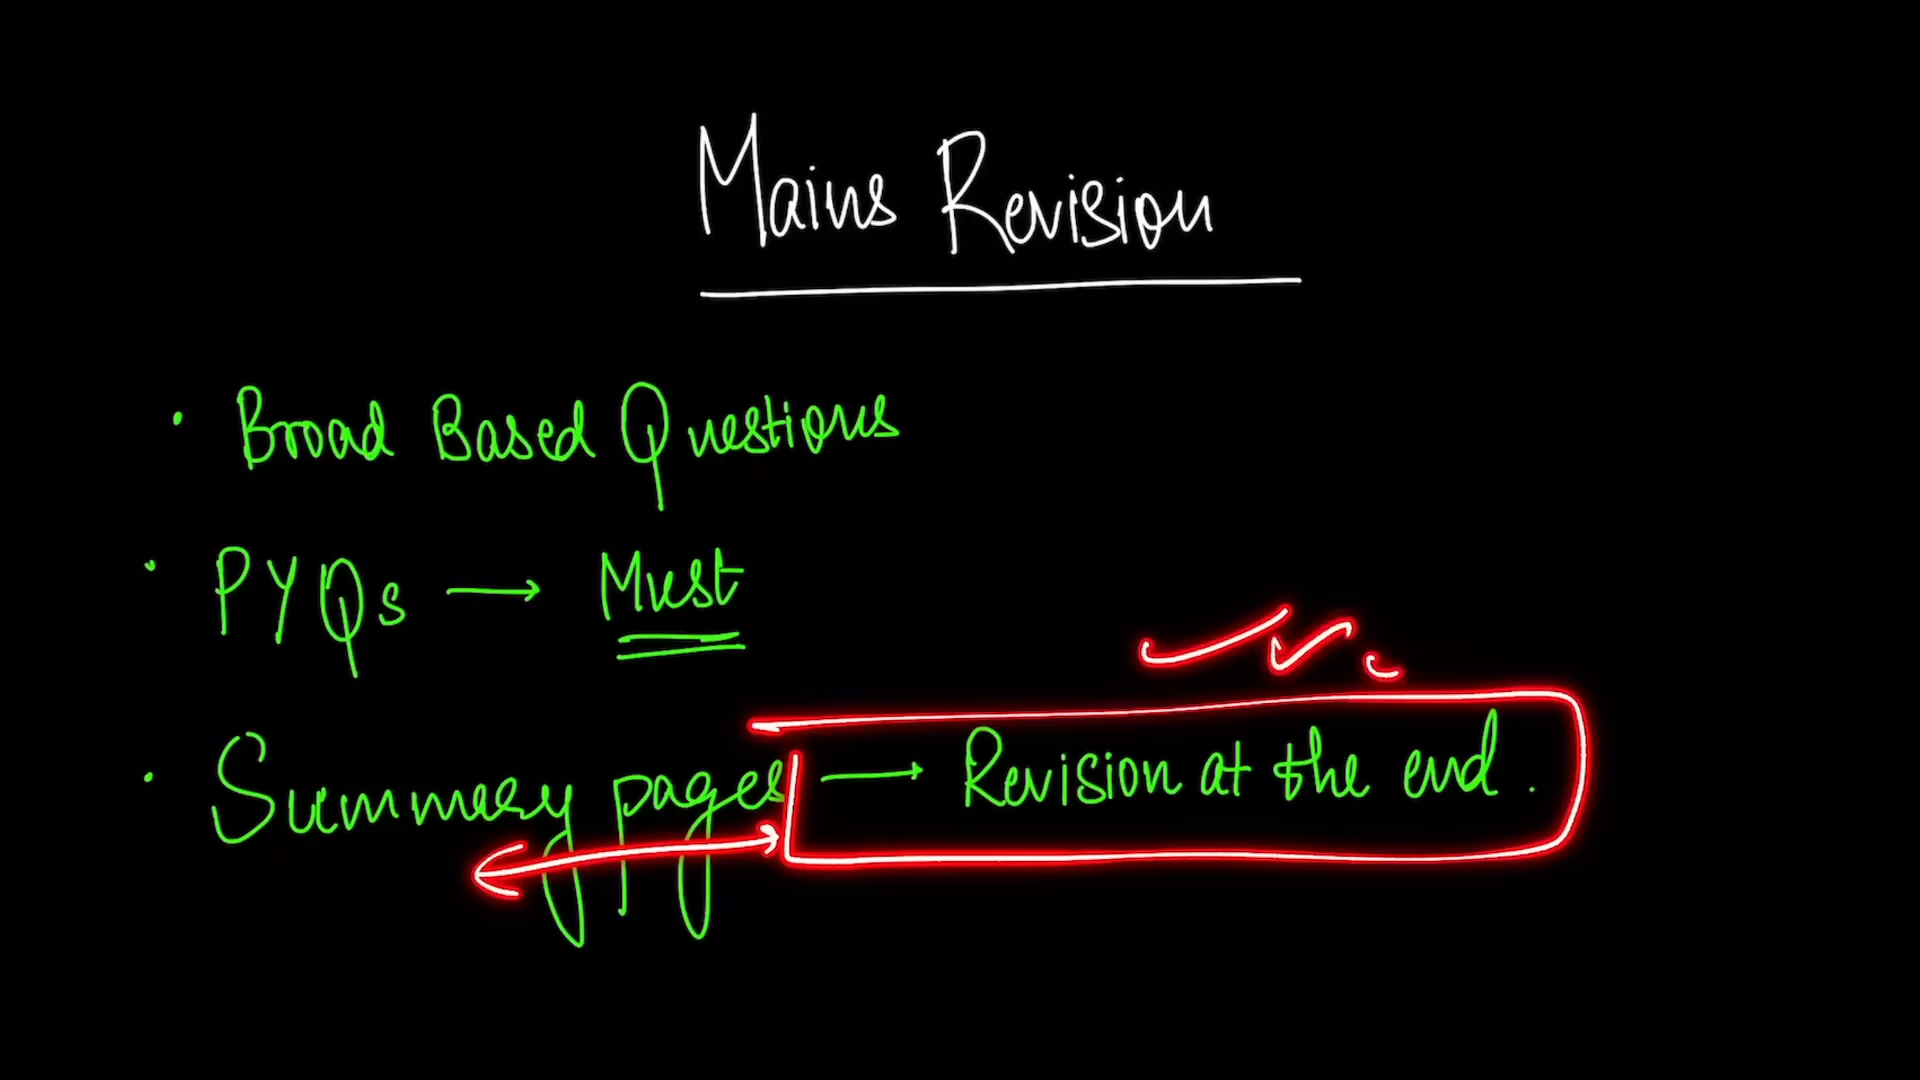 Mains Revision
• Broad Based Questions
• PYQs → Must
• Summary pages → Revision at the end.